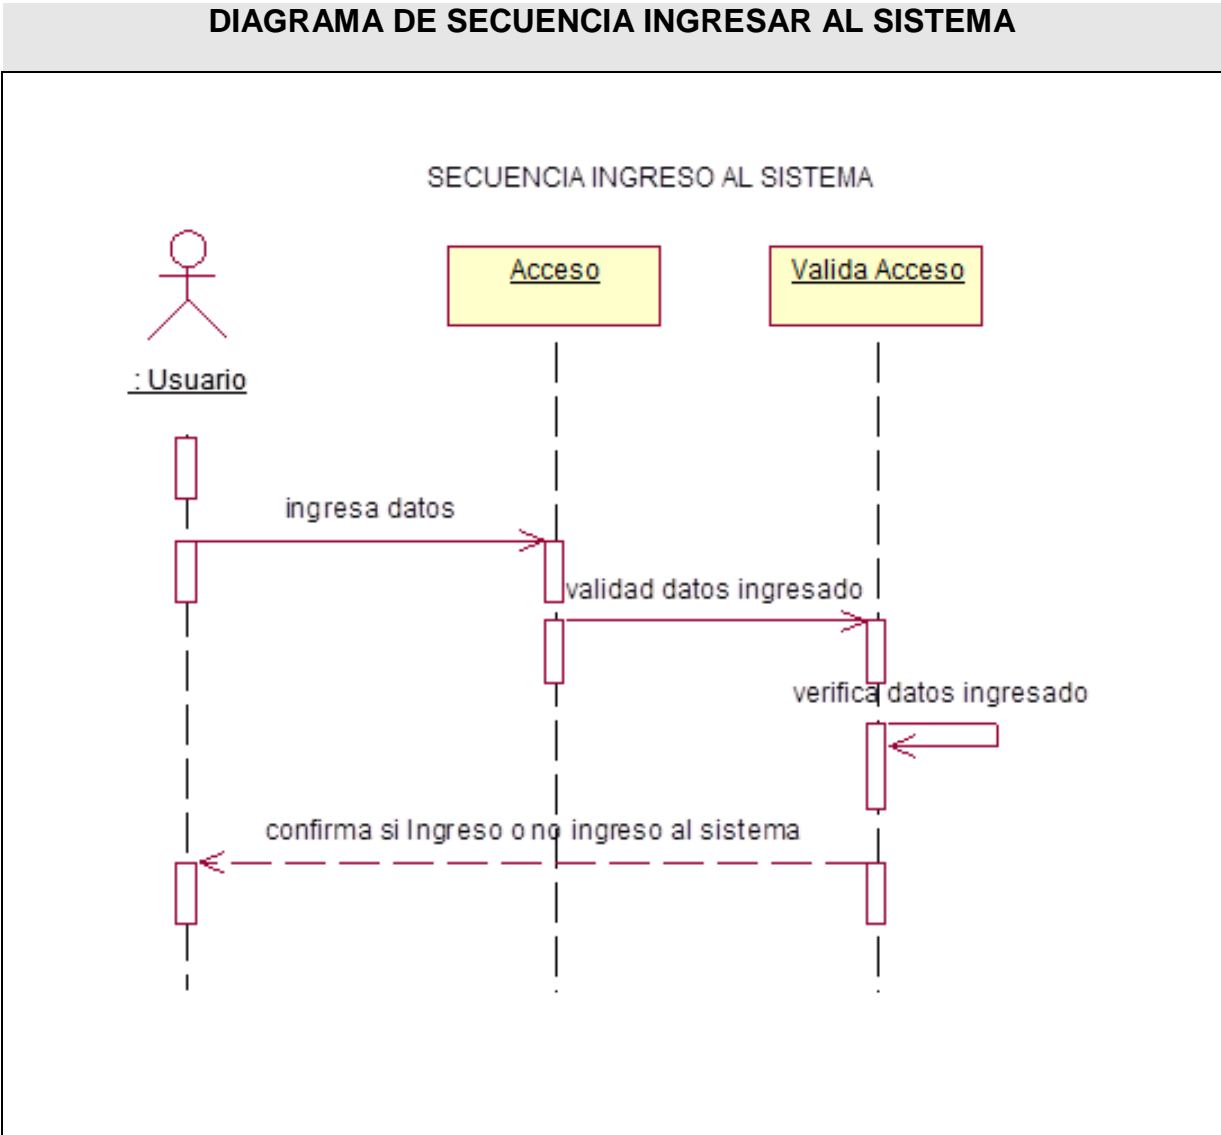 DIAGRAMA DE SECUENCIA INGRESAR AL SISTEMA
SECUENCIA INGRESO AL SISTEMA
Acceso
Valida Acceso
: Usuario
ingresa datos
validad datos ingresado
verifica datos ingresado
confirma si Ingreso o no ingreso al sistema